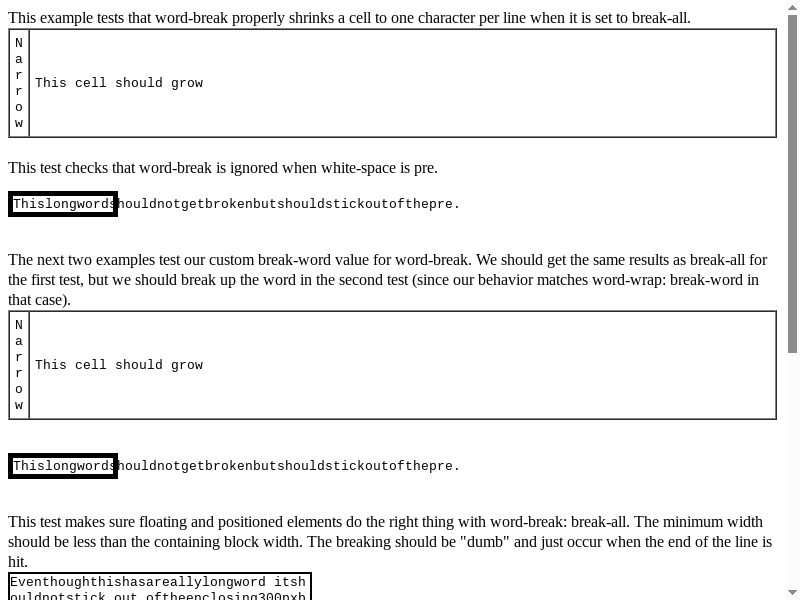 This example tests that word-break properly shrinks a cell to one character per line when it is set to break-all.
N
a
r
r
o
w
This cell should grow
This test checks that word-break is ignored when white-space is pre.
Thislongwordshouldnotgetbrokenbutshouldstickoutofthepre.
The next two examples test our custom break-word value for word-break. We should get the same results as break-all for
the first test, but we should break up the word in the second test (since our behavior matches word-wrap: break-word in
that case).
N
a
r
r
o
w
This cell should grow
Thislongwordshouldnotgetbrokenbutshouldstickoutofthepre.
This test makes sure floating and positioned elements do the right thing with word-break: break-all. The minimum width
should be less than the containing block width. The breaking should be "dumb" and just occur when the end of the line is
hit.
Eventhoughthishasareallylongword itsh
ouldnotstick out oftheenclosing300pxb